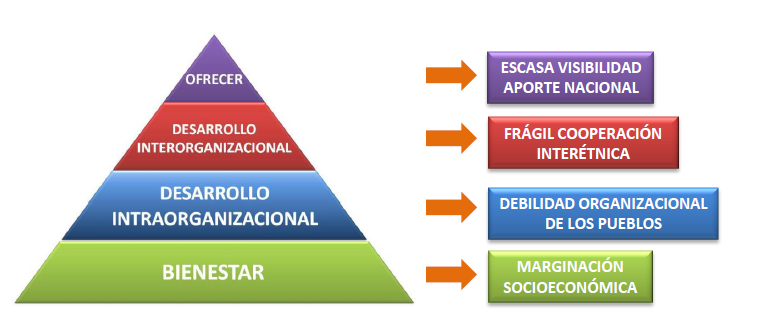 OFRECER
ESCASA VISIBILIDAD
APORTE NACIONAL
DESARROLLO
INTERORGANIZACIONAL
FRÁGIL COOPERACIÓN
INTERÉTNICA
DESARROLLO
INTRAORGANIZACIONAL
DEBILIDAD ORGANIZACIONAL
DE LOS PUEBLOS
BIENESTAR
MARGINACIÓN
SOCIOECONÓMICA